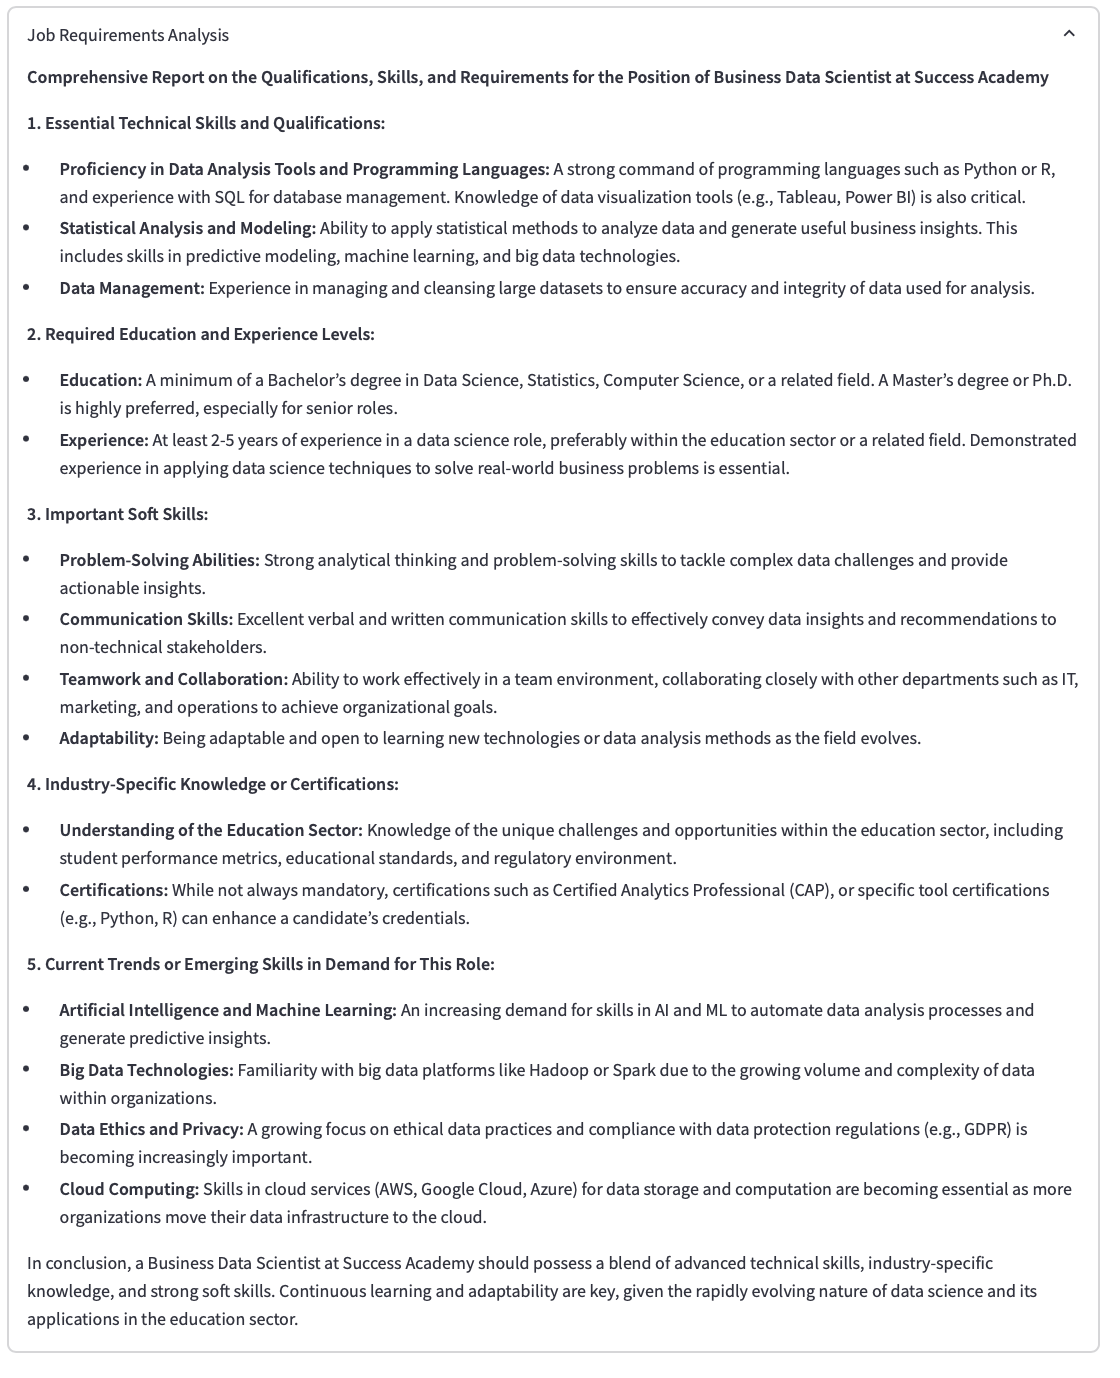 Job Requirements Analysis
Comprehensive Report on the Qualifications, Skills, and Requirements for the Position of Business Data Scientist at Success Academy
1. Essential Technical Skills and Qualifications:
• Proficiency in Data Analysis Tools and Programming Languages: A strong command of programming languages such as Python or R,
and experience with SQL for database management. Knowledge of data visualization tools (e.g., Tableau, Power BI) is also critical.
• Statistical Analysis and Modeling: Ability to apply statistical methods to analyze data and generate useful business insights. This
includes skills in predictive modeling, machine learning, and big data technologies.
• Data Management: Experience in managing and cleansing large datasets to ensure accuracy and integrity of data used for analysis.
2. Required Education and Experience Levels:
• Education: A minimum of a Bachelor’s degree in Data Science, Statistics, Computer Science, or a related field. A Master’s degree or Ph.D.
is highly preferred, especially for senior roles.
• Experience: At least 2-5 years of experience in a data science role, preferably within the education sector or a related field. Demonstrated
experience in applying data science techniques to solve real-world business problems is essential.
3. Important Soft Skills:
• Problem-Solving Abilities: Strong analytical thinking and problem-solving skills to tackle complex data challenges and provide
actionable insights.
• Communication Skills: Excellent verbal and written communication skills to effectively convey data insights and recommendations to
non-technical stakeholders.
• Teamwork and Collaboration: Ability to work effectively in a team environment, collaborating closely with other departments such as IT,
marketing, and operations to achieve organizational goals.
• Adaptability: Being adaptable and open to learning new technologies or data analysis methods as the field evolves.
4. Industry-Specific Knowledge or Certifications:
• Understanding of the Education Sector: Knowledge of the unique challenges and opportunities within the education sector, including
student performance metrics, educational standards, and regulatory environment.
• Certifications: While not always mandatory, certifications such as Certified Analytics Professional (CAP), or specific tool certifications
(e.g., Python, R) can enhance a candidate’s credentials.
5. Current Trends or Emerging Skills in Demand for This Role:
• Artificial Intelligence and Machine Learning: An increasing demand for skills in AI and ML to automate data analysis processes and
generate predictive insights.
• Big Data Technologies: Familiarity with big data platforms like Hadoop or Spark due to the growing volume and complexity of data
within organizations.
• Data Ethics and Privacy: A growing focus on ethical data practices and compliance with data protection regulations (e.g., GDPR) is
becoming increasingly important.
• Cloud Computing: Skills in cloud services (AWS, Google Cloud, Azure) for data storage and computation are becoming essential as more
organizations move their data infrastructure to the cloud.
In conclusion, a Business Data Scientist at Success Academy should possess a blend of advanced technical skills, industry-specific
knowledge, and strong soft skills. Continuous learning and adaptability are key, given the rapidly evolving nature of data science and its
applications in the education sector.